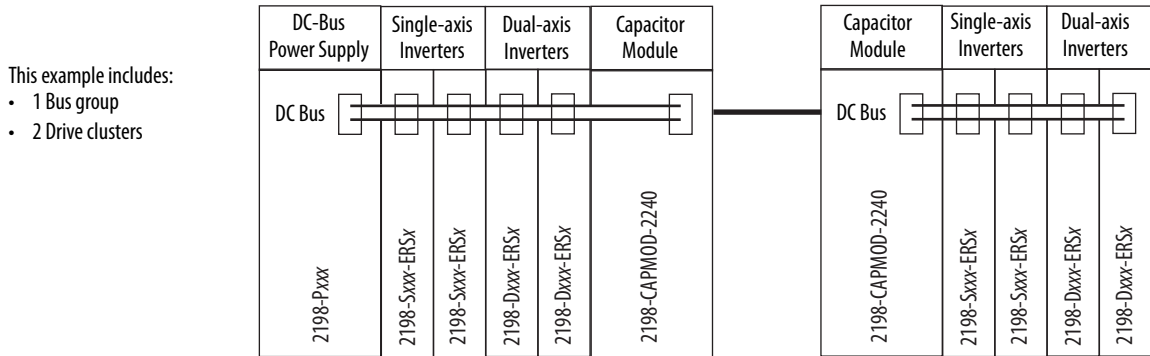 This example includes:
• 1 Bus group
• 2 Drive clusters
DC-Bus
Power Supply
Single-axis
Inverters
Dual-axis
Inverters
Capacitor
Module
DC Bus
2198-Pxxx
2198-Sxxx-ERSx
2198-Sxxx-ERSx
2198-Dxxx-ERSx
2198-Dxxx-ERSx
2198-CAPMOD-2240
Capacitor
Module
Single-axis
Inverters
Dual-axis
Inverters
DC Bus
2198-CAPMOD-2240
2198-Sxxx-ERSx
2198-Sxxx-ERSx
2198-Dxxx-ERSx
2198-Dxxx-ERSx